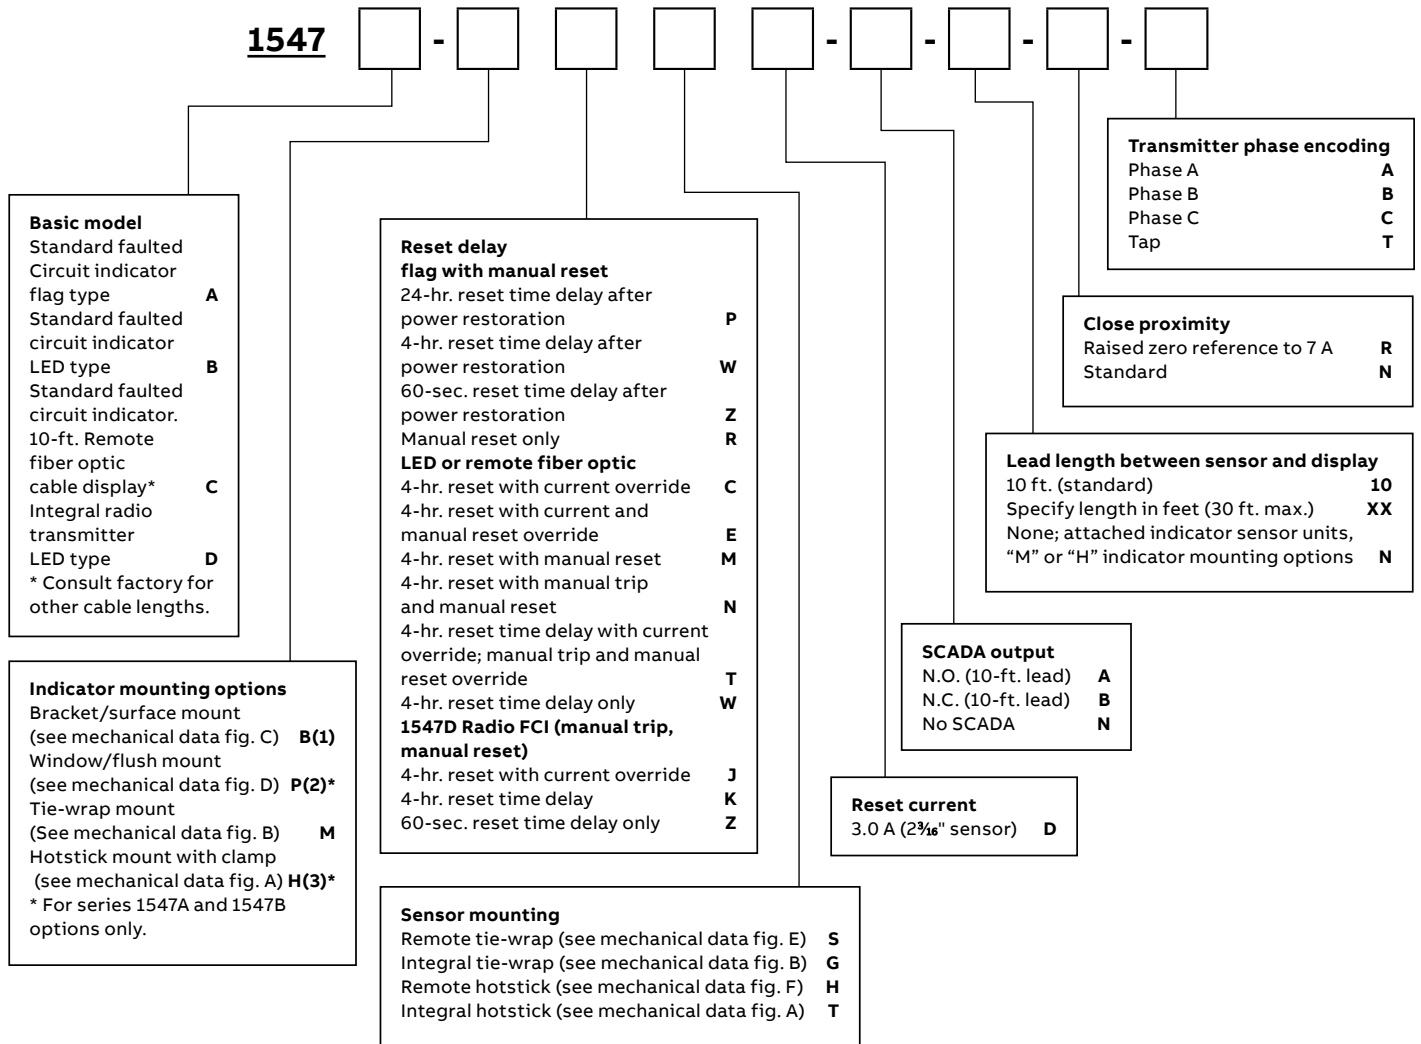 1547 - - - - -
Basic model
Standard faulted
Circuit indicator
flag type A
Standard faulted
circuit indicator
LED type B
Standard faulted
circuit indicator.
10-ft. Remote
fiber optic
cable display* C
Integral radio
transmitter
LED type D
* Consult factory for
other cable lengths.
Indicator mounting options
Bracket/surface mount
(see mechanical data fig. C) B(1)
Window/flush mount
(see mechanical data fig. D) P(2)*
Tie-wrap mount
(See mechanical data fig. B) M
Hotstick mount with clamp
(see mechanical data fig. A) H(3)*
* For series 1547A and 1547B
options only.
Reset delay
flag with manual reset
24-hr. reset time delay after
power restoration P
4-hr. reset time delay after
power restoration W
60-sec. reset time delay after
power restoration Z
Manual reset only R
LED or remote fiber optic
4-hr. reset with current override C
4-hr. reset with current and
manual reset override E
4-hr. reset with manual reset M
4-hr. reset with manual trip
and manual reset N
4-hr. reset time delay with current
override; manual trip and manual
reset override T
4-hr. reset time delay only W
1547D Radio FCI (manual trip,
manual reset)
4-hr. reset with current override J
4-hr. reset time delay K
60-sec. reset time delay only Z
Sensor mounting
Remote tie-wrap (see mechanical data fig. E) S
Integral tie-wrap (see mechanical data fig. B) G
Remote hotstick (see mechanical data fig. F) H
Integral hotstick (see mechanical data fig. A) T
Reset current
3.0 A (2³⁄₁₆" sensor) D
SCADA output
N.O. (10-ft. lead) A
N.C. (10-ft. lead) B
No SCADA N
Lead length between sensor and display
10 ft. (standard) 10
Specify length in feet (30 ft. max.) XX
None; attached indicator sensor units,
“M” or “H” indicator mounting options N
Close proximity
Raised zero reference to 7 A R
Standard N
Transmitter phase encoding
Phase A A
Phase B B
Phase C C
Tap T